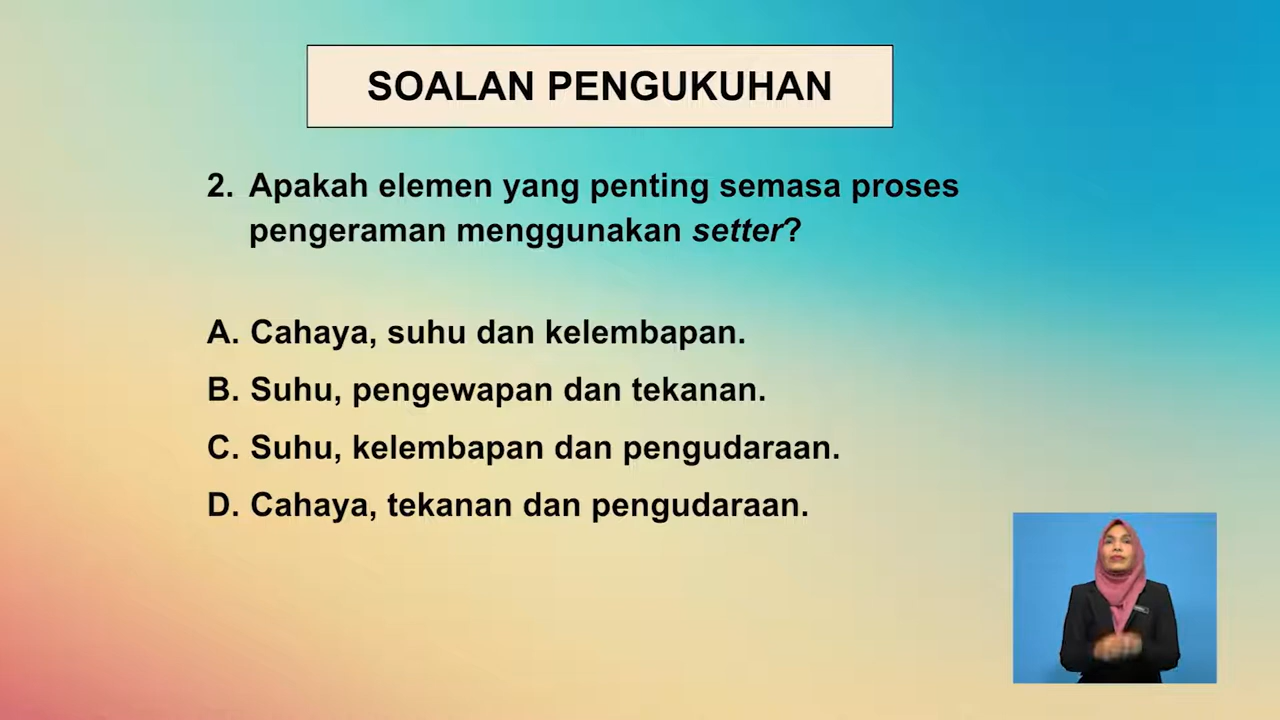 SOALAN PENGUKUHAN
2. Apakah elemen yang penting semasa proses
pengeraman menggunakan setter?
A. Cahaya, suhu dan kelembapan.
B. Suhu, pengewapan dan tekanan.
C. Suhu, kelembapan dan pengudaraan.
D. Cahaya, tekanan dan pengudaraan.